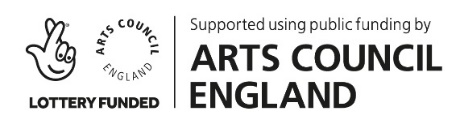 ARTS COUNCIL
ENGLAND
LOTTERY FUNDED
Supported using public funding by
ARTS COUNCIL
ENGLAND